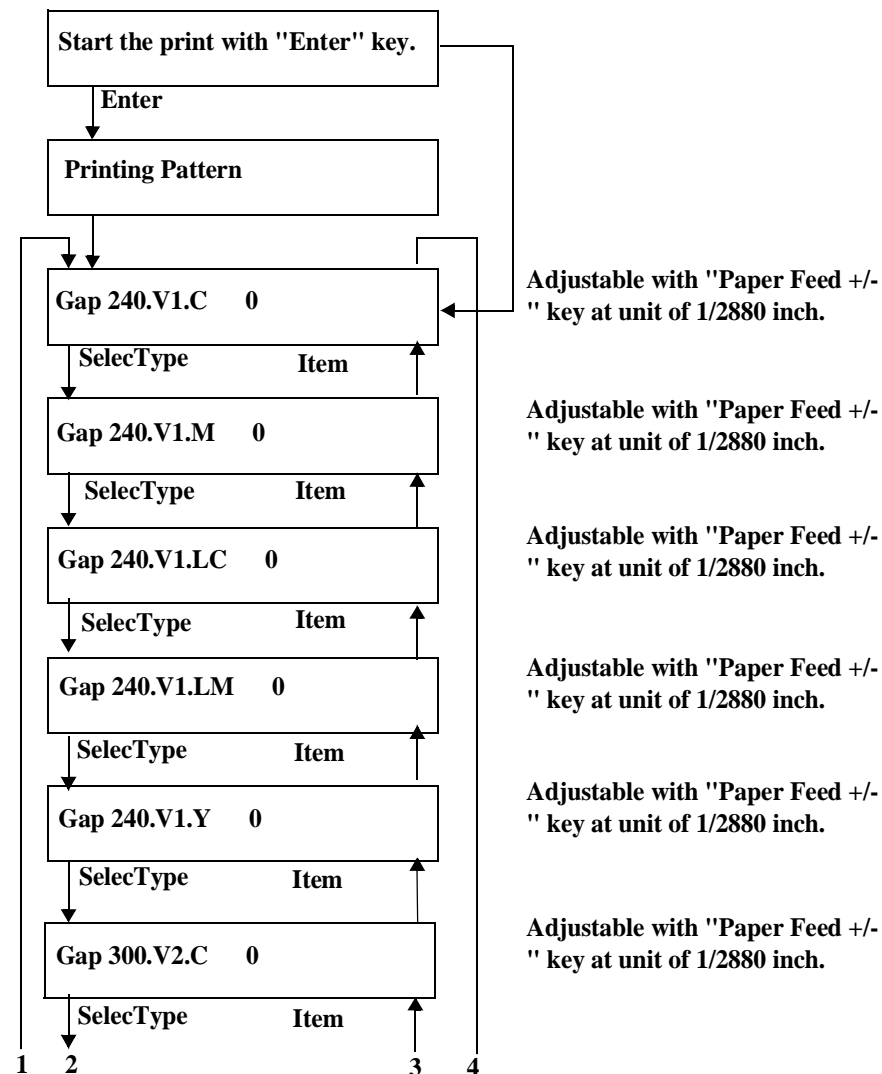 Start the print with "Enter" key.
Enter
Printing Pattern
Gap 240.V1.C 0
Adjustable with "Paper Feed +/-
" key at unit of 1/2880 inch.
SelecType Item
Gap 240.V1.M 0
Adjustable with "Paper Feed +/-
" key at unit of 1/2880 inch.
SelecType Item
Gap 240.V1.LC 0
Adjustable with "Paper Feed +/-
" key at unit of 1/2880 inch.
SelecType Item
Gap 240.V1.LM 0
Adjustable with "Paper Feed +/-
" key at unit of 1/2880 inch.
SelecType Item
Gap 240.V1.Y 0
Adjustable with "Paper Feed +/-
" key at unit of 1/2880 inch.
SelecType Item
Gap 300.V2.C 0
Adjustable with "Paper Feed +/-
" key at unit of 1/2880 inch.
SelecType Item
1 2 3 4